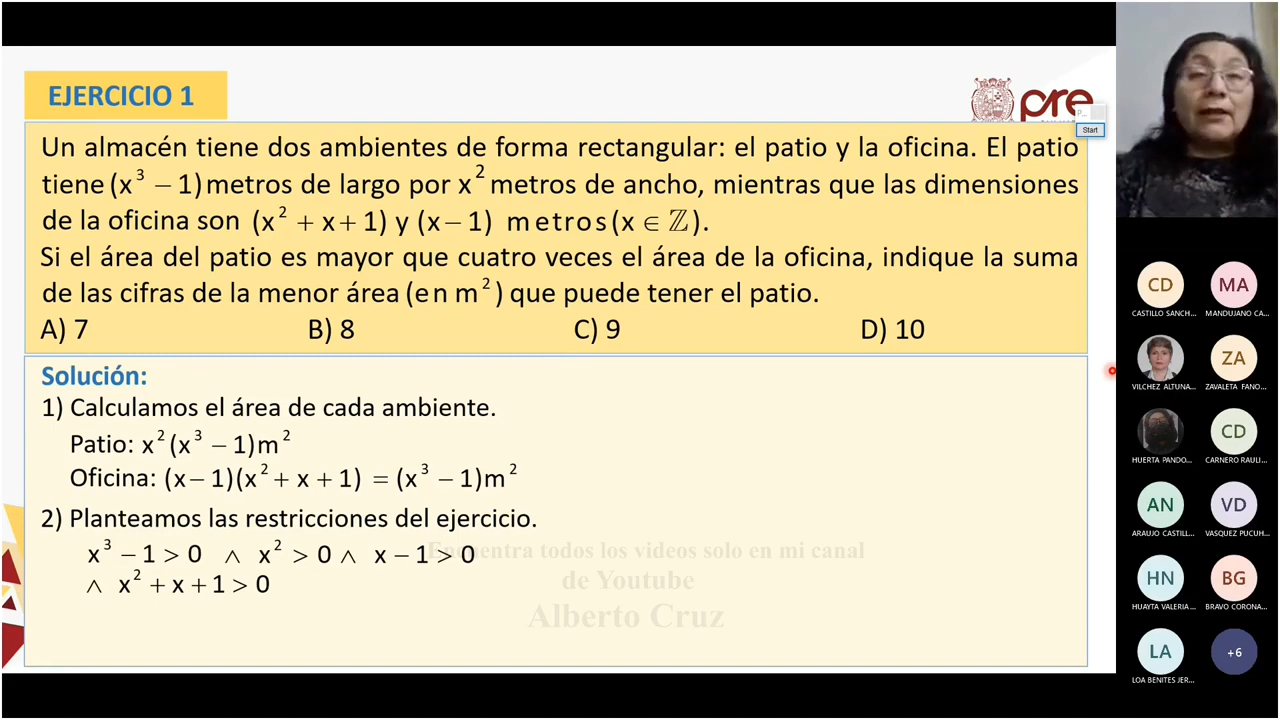 EJERCICIO 1
pre
P...
Start
Un almacén tiene dos ambientes de forma rectangular: el patio y la oficina. El patio
tiene (x³ − 1) metros de largo por x² metros de ancho, mientras que las dimensiones
de la oficina son (x² + x + 1) y (x − 1) metros (x ∈ ℤ).
Si el área del patio es mayor que cuatro veces el área de la oficina, indique la suma
de las cifras de la menor área (en m²) que puede tener el patio.
A) 7 B) 8 C) 9 D) 10
Solución:
1) Calculamos el área de cada ambiente.
Patio: x²(x³ − 1)m²
Oficina: (x − 1)(x² + x + 1) = (x³ − 1)m²
2) Planteamos las restricciones del ejercicio.
x³ − 1 > 0 ∧ x² > 0 ∧ x − 1 > 0
∧ x² + x + 1 > 0
Encuentra todos los videos solo en mi canal
de Youtube
Alberto Cruz
CD MA
CASTILLO SANCH... MANDUJANO CA...
ZA
VILCHEZ ALTUNA... ZAVALETA FANO...
CD
HUERTA PANDO... CARNERO RAULI...
AN VD
ARAUJO CASTILL... VASQUEZ PUCUH...
HN BG
HUAYTA VALERIA... BRAVO CORONA...
LA +6
LOA BENITES JER...